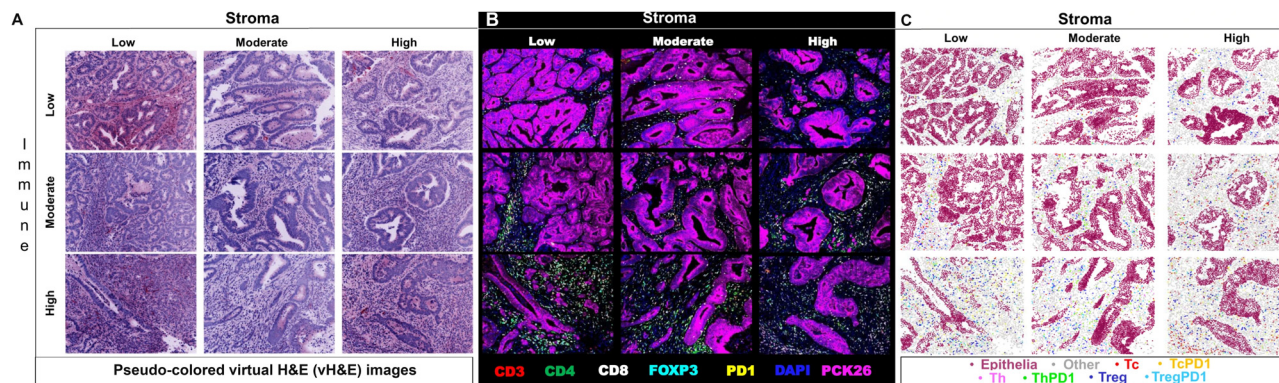 A
Stroma
Low Moderate High
Immune
Low
Moderate
High
Pseudo-colored virtual H&E (vH&E) images
B
Stroma
Low Moderate High
CD3 CD4 CD8 FOXP3 PD1 DAPI PCK26
C
Stroma
Low Moderate High
Epithelia Other Tc TcPD1
Th ThPD1 Treg TregPD1